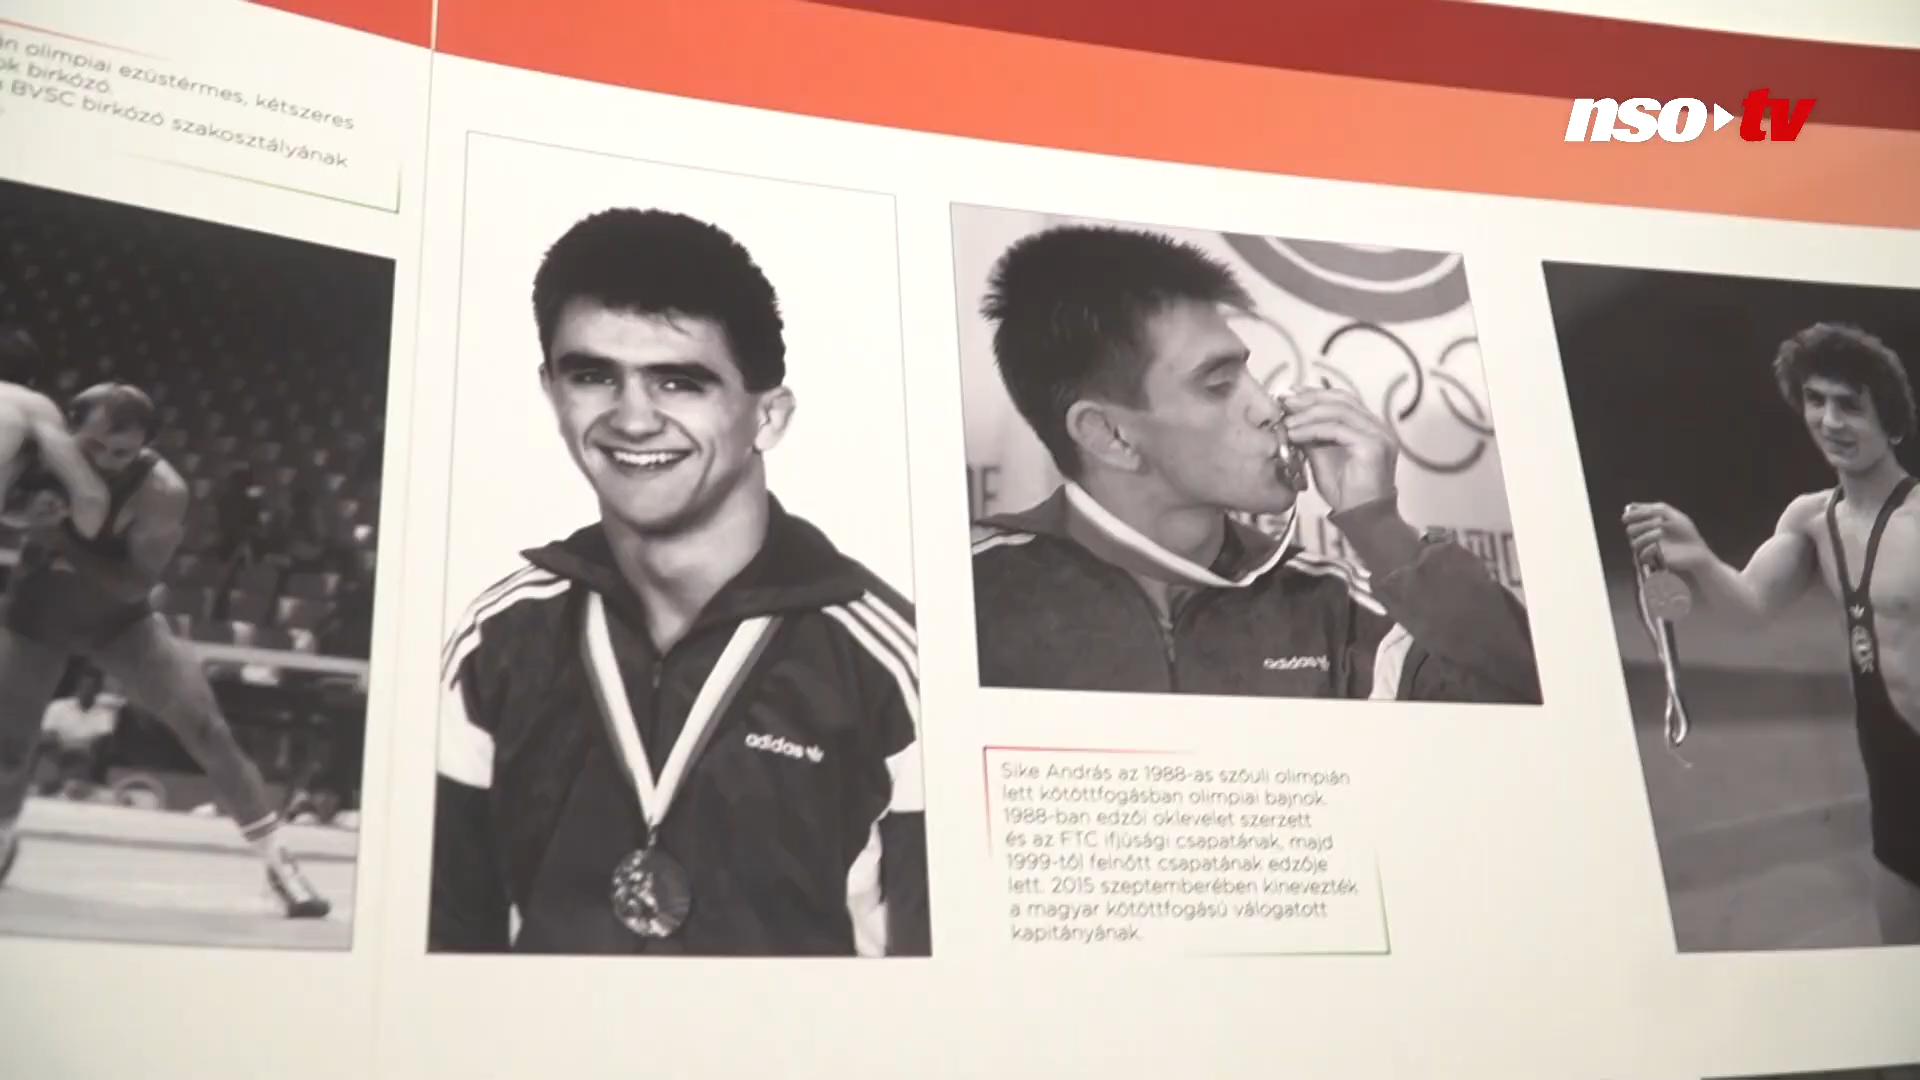 án olimpiai ezüstérmes, kétszeres
ok birkózó.
BVSC birkózó szakosztályának
nso tv
adidas
adidas
Sike András az 1988-as szöuli olimpián
lett kötöttfogásban olimpiai bajnok.
1988-ban edzői oklevelet szerzett
és az FTC ifjúsági csapatának, majd
1999-től felnőtt csapatának edzője
lett. 2015 szeptemberében kinevezték
a magyar kötöttfogású válogatott
kapitányának.